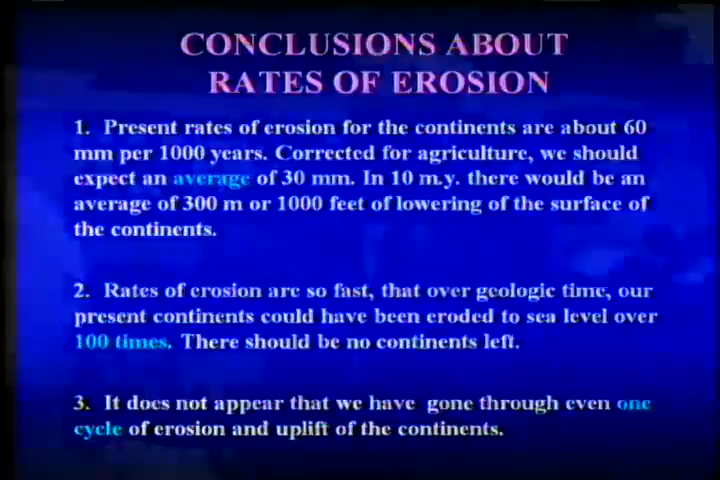 CONCLUSIONS ABOUT
RATES OF EROSION
1. Present rates of erosion for the continents are about 60
mm per 1000 years. Corrected for agriculture, we should
expect an average of 30 mm. In 10 m.y. there would be an
average of 300 m or 1000 feet of lowering of the surface of
the continents.
2. Rates of erosion are so fast, that over geologic time, our
present continents could have been eroded to sea level over
100 times. There should be no continents left.
3. It does not appear that we have gone through even one
cycle of erosion and uplift of the continents.